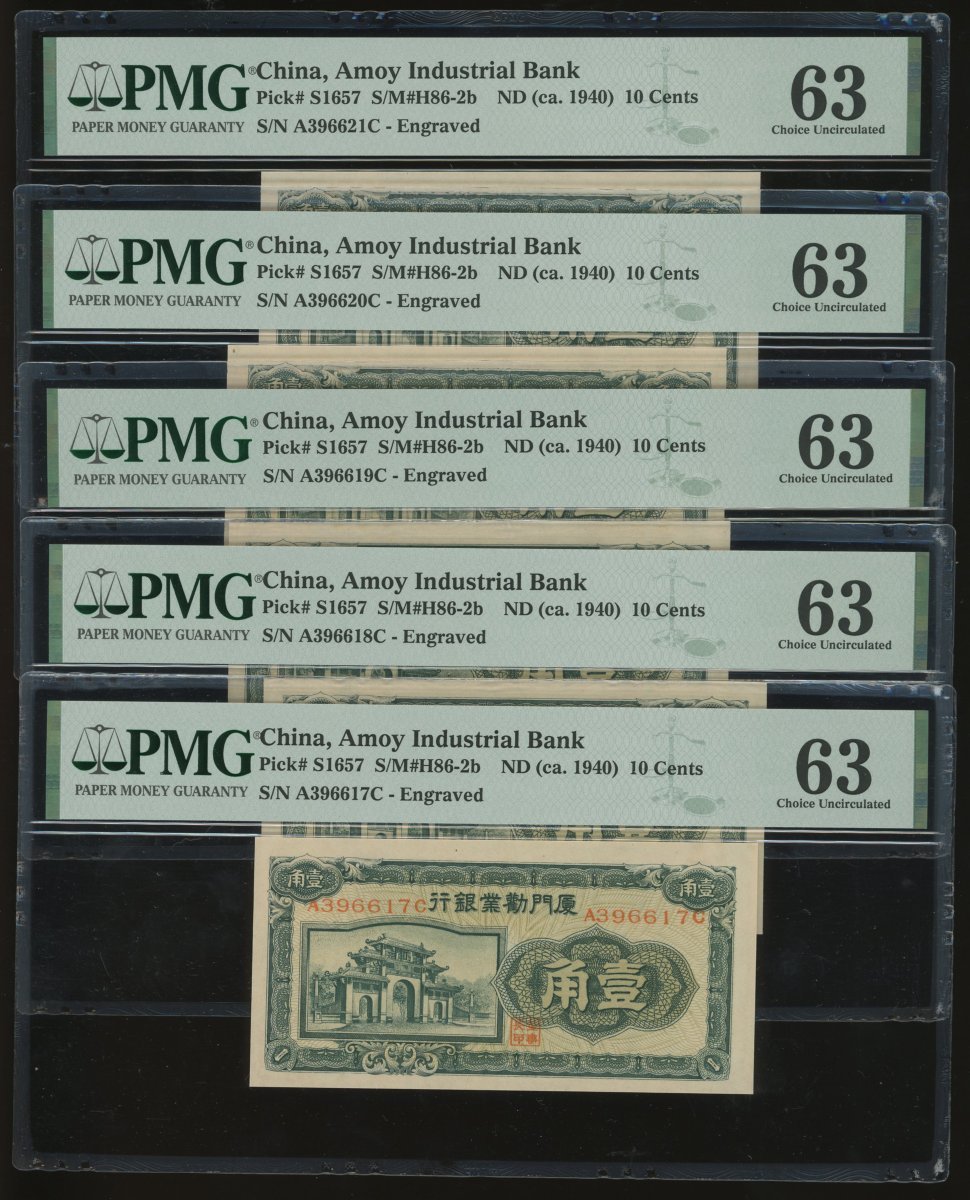 PMG® China, Amoy Industrial Bank
Pick# S1657 S/M#H86-2b ND (ca. 1940) 10 Cents
PAPER MONEY GUARANTY
S/N A396621C - Engraved
63
Choice Uncirculated
PMG® China, Amoy Industrial Bank
Pick# S1657 S/M#H86-2b ND (ca. 1940) 10 Cents
PAPER MONEY GUARANTY
S/N A396620C - Engraved
63
Choice Uncirculated
PMG® China, Amoy Industrial Bank
Pick# S1657 S/M#H86-2b ND (ca. 1940) 10 Cents
PAPER MONEY GUARANTY
S/N A396619C - Engraved
63
Choice Uncirculated
PMG® China, Amoy Industrial Bank
Pick# S1657 S/M#H86-2b ND (ca. 1940) 10 Cents
PAPER MONEY GUARANTY
S/N A396618C - Engraved
63
Choice Uncirculated
PMG® China, Amoy Industrial Bank
Pick# S1657 S/M#H86-2b ND (ca. 1940) 10 Cents
PAPER MONEY GUARANTY
S/N A396617C - Engraved
63
Choice Uncirculated
角壹
角壹
行銀業勸門廈
A396617C
A396617C
角壹